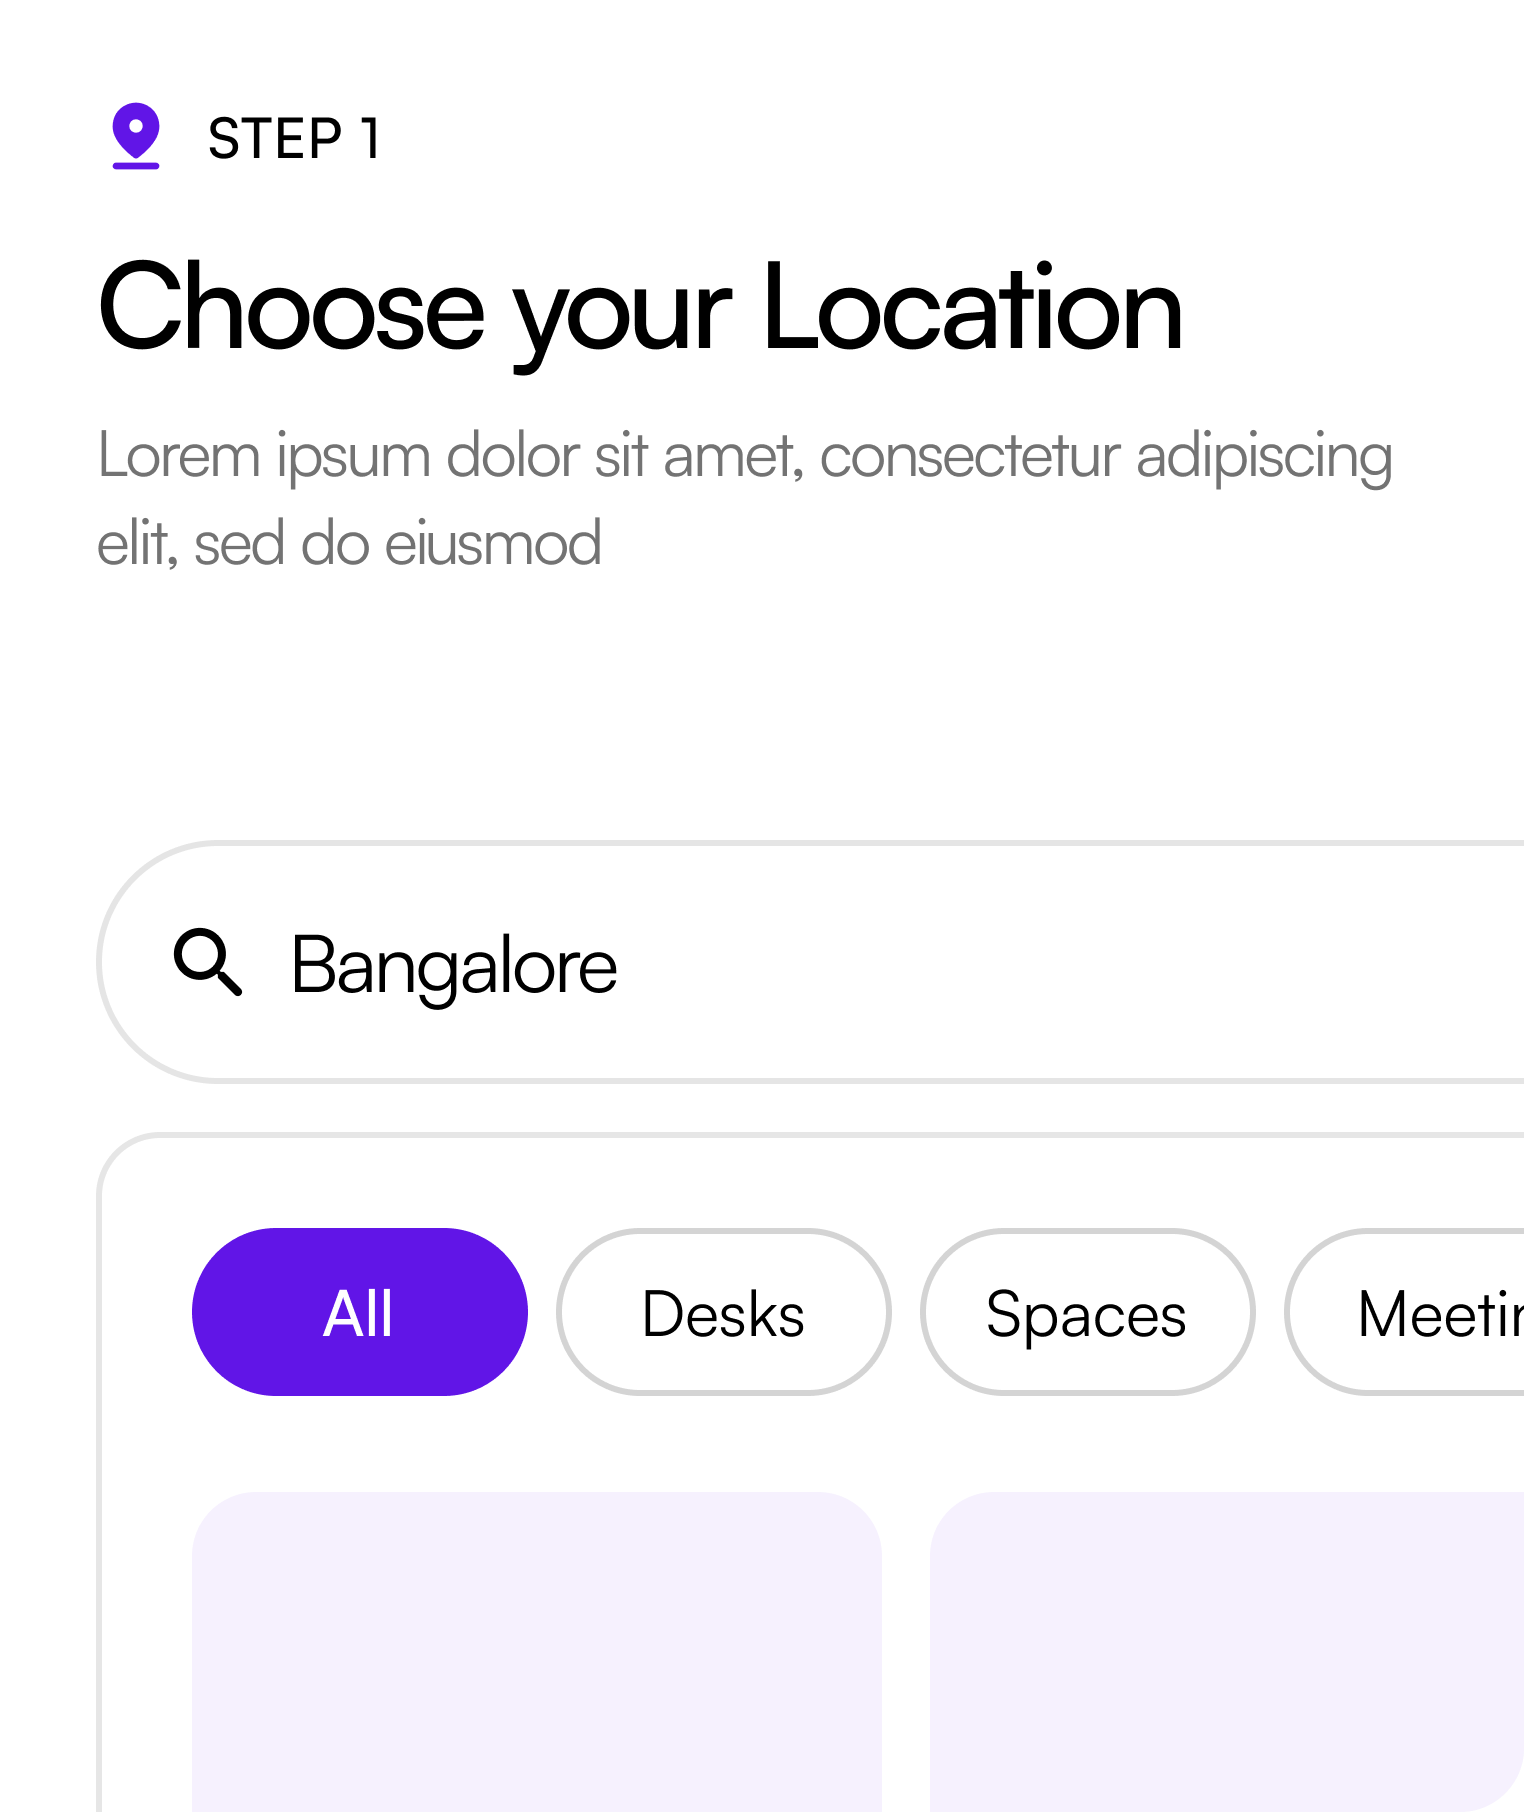 STEP 1
Choose your Location
Lorem ipsum dolor sit amet, consectetur adipiscing
elit, sed do eiusmod
Bangalore
All
Desks
Spaces